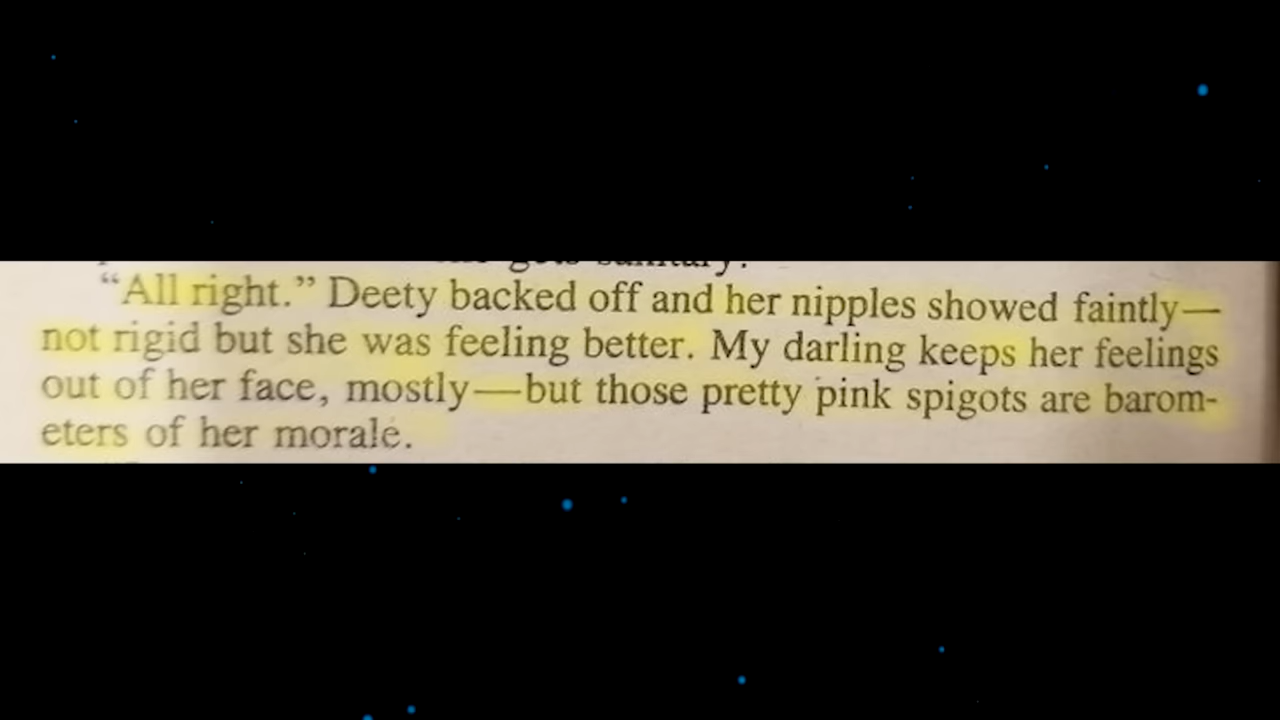 “All right.” Deety backed off and her nipples showed faintly—
not rigid but she was feeling better. My darling keeps her feelings
out of her face, mostly—but those pretty pink spigots are barom-
eters of her morale.